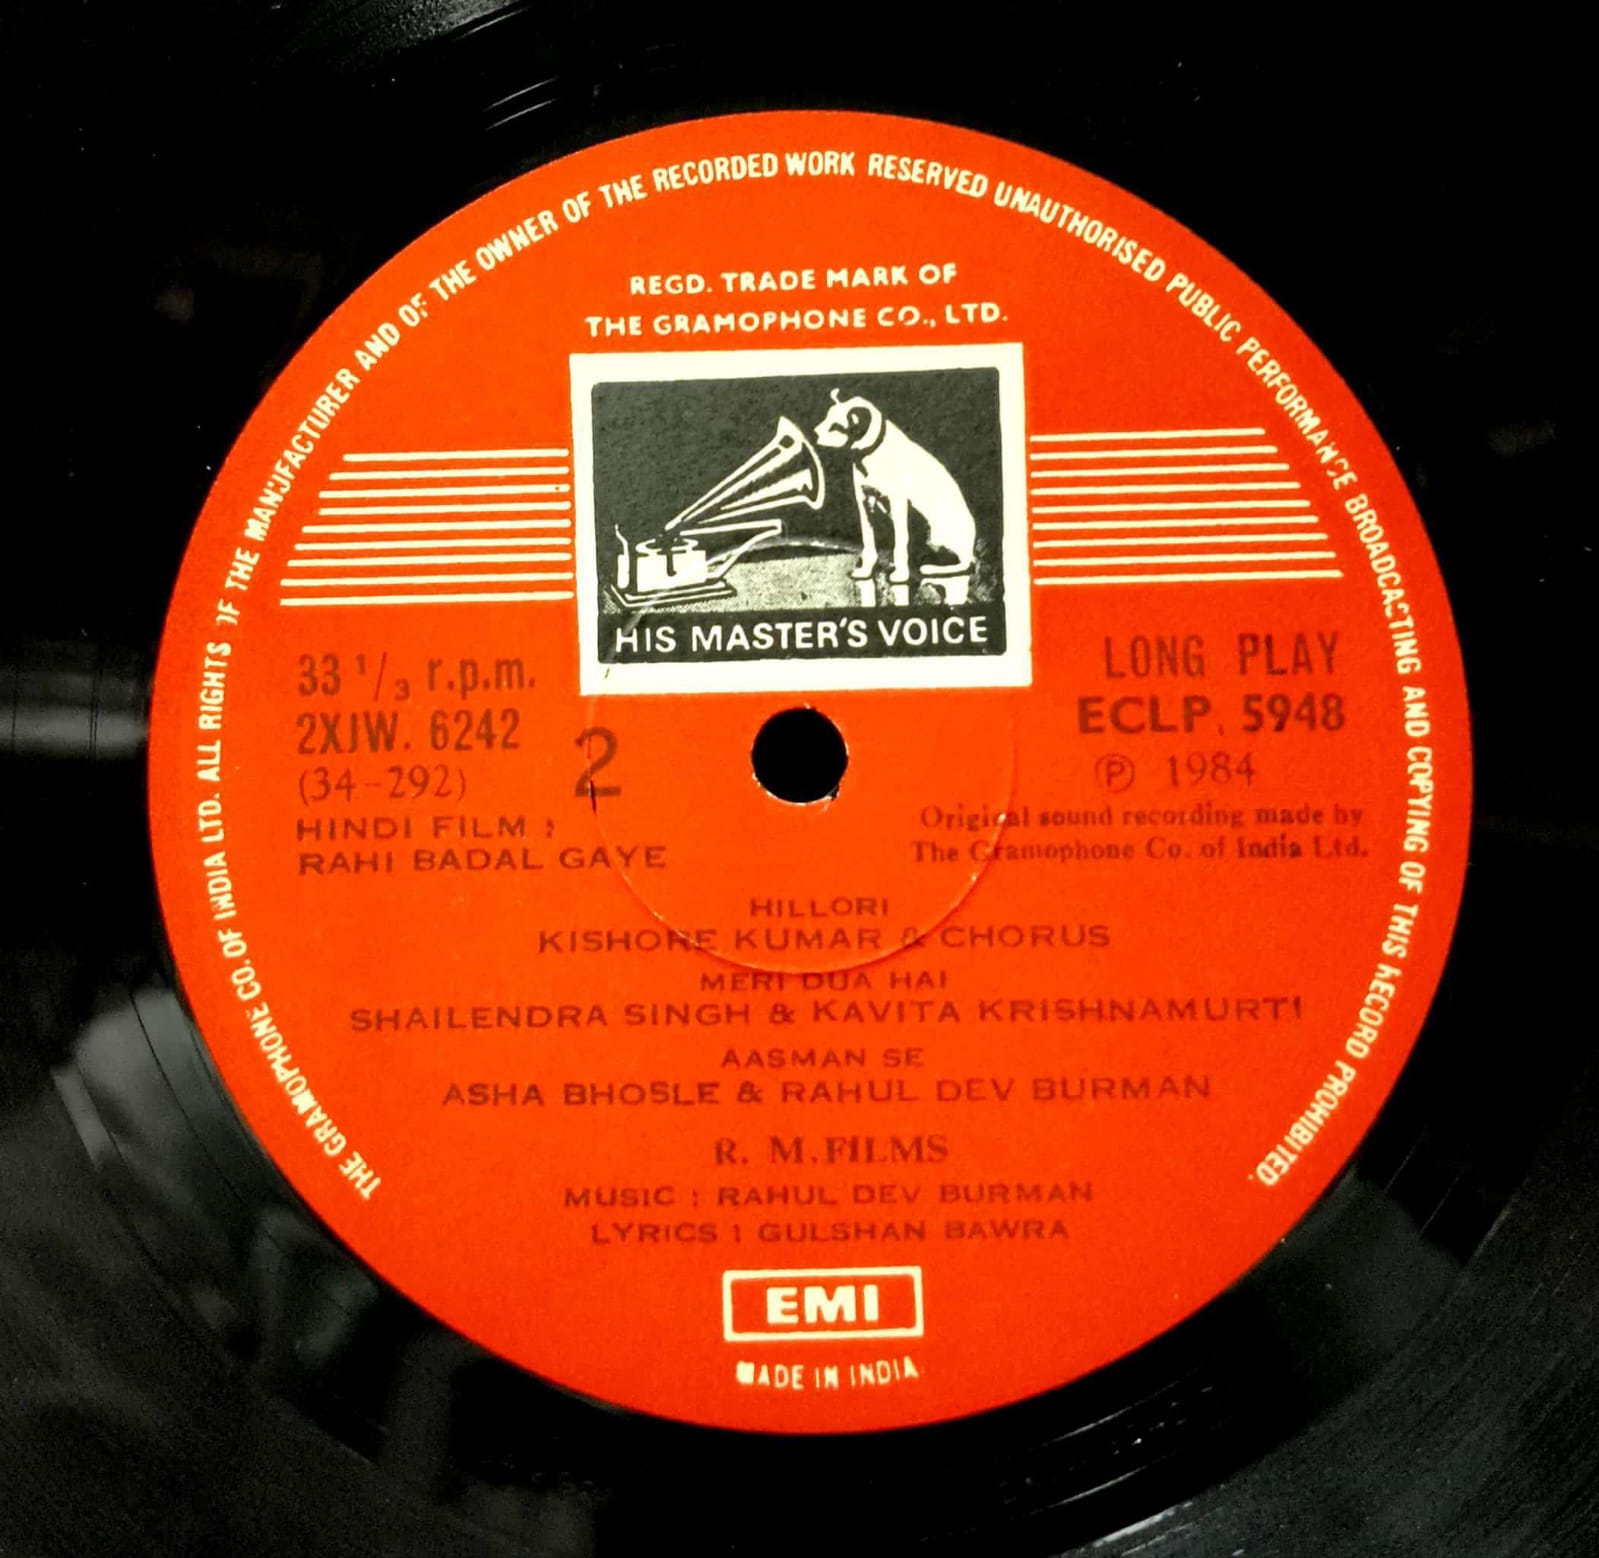 THE GRAMOPHONE CO. OF INDIA LTD. ALL RIGHTS OF THE MANUFACTURER AND OF THE OWNER OF THE RECORDED WORK RESERVED UNAUTHORISED PUBLIC PERFORMANCE BROADCASTING AND COPYING OF THIS RECORD PROHIBITED.
REGD. TRADE MARK OF
THE GRAMOPHONE CO., LTD.
HIS MASTER'S VOICE
33 1/3 r.p.m.
2XJW. 6242
(34-292)
2
HINDI FILM :
RAHI BADAL GAYE
LONG PLAY
ECLP. 5948
℗ 1984
Original sound recording made by
The Gramophone Co. of India Ltd.
HILLORI
KISHORE KUMAR & CHORUS
MERI DUA HAI
SHAILENDRA SINGH & KAVITA KRISHNAMURTI
AASMAN SE
ASHA BHOSLE & RAHUL DEV BURMAN
R. M.FILMS
MUSIC : RAHUL DEV BURMAN
LYRICS : GULSHAN BAWRA
EMI
MADE IN INDIA